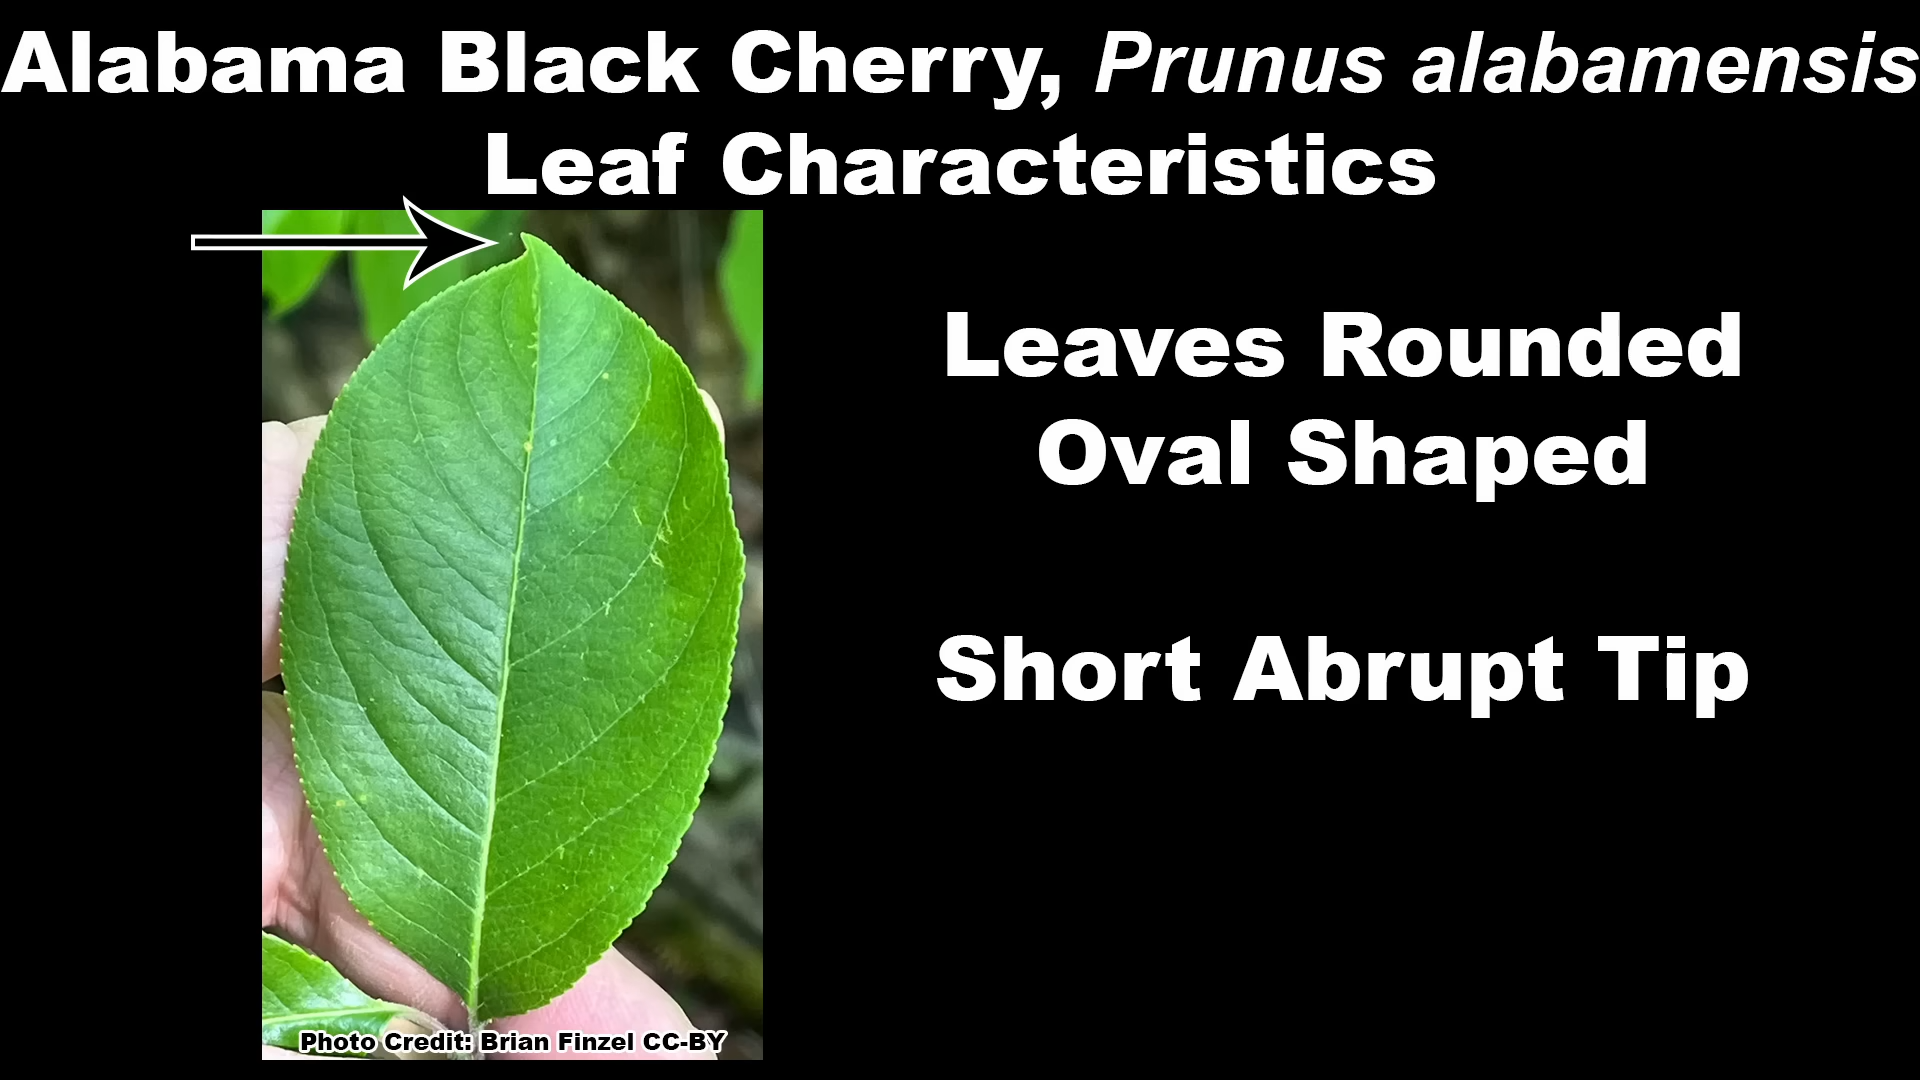 Alabama Black Cherry, Prunus alabamensis
Leaf Characteristics
Leaves Rounded
Oval Shaped
Short Abrupt Tip
Photo Credit: Brian Finzel CC-BY